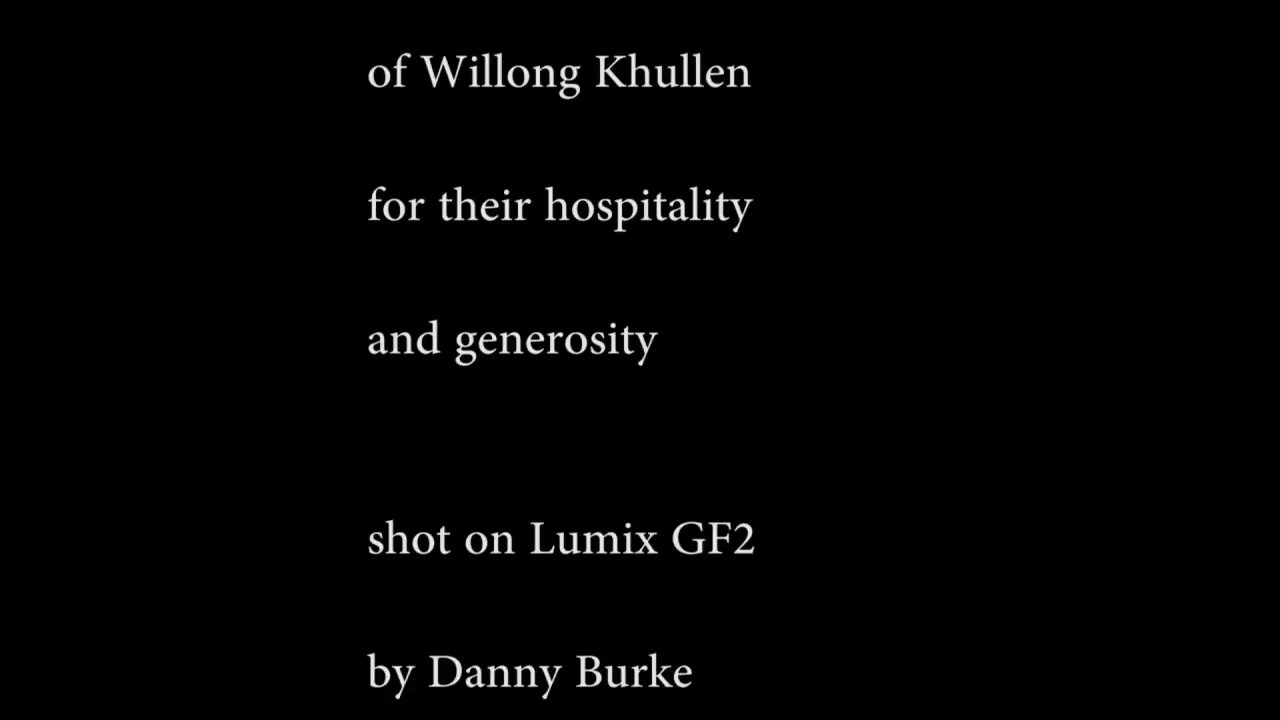 of Willong Khullen
for their hospitality
and generosity
shot on Lumix GF2
by Danny Burke